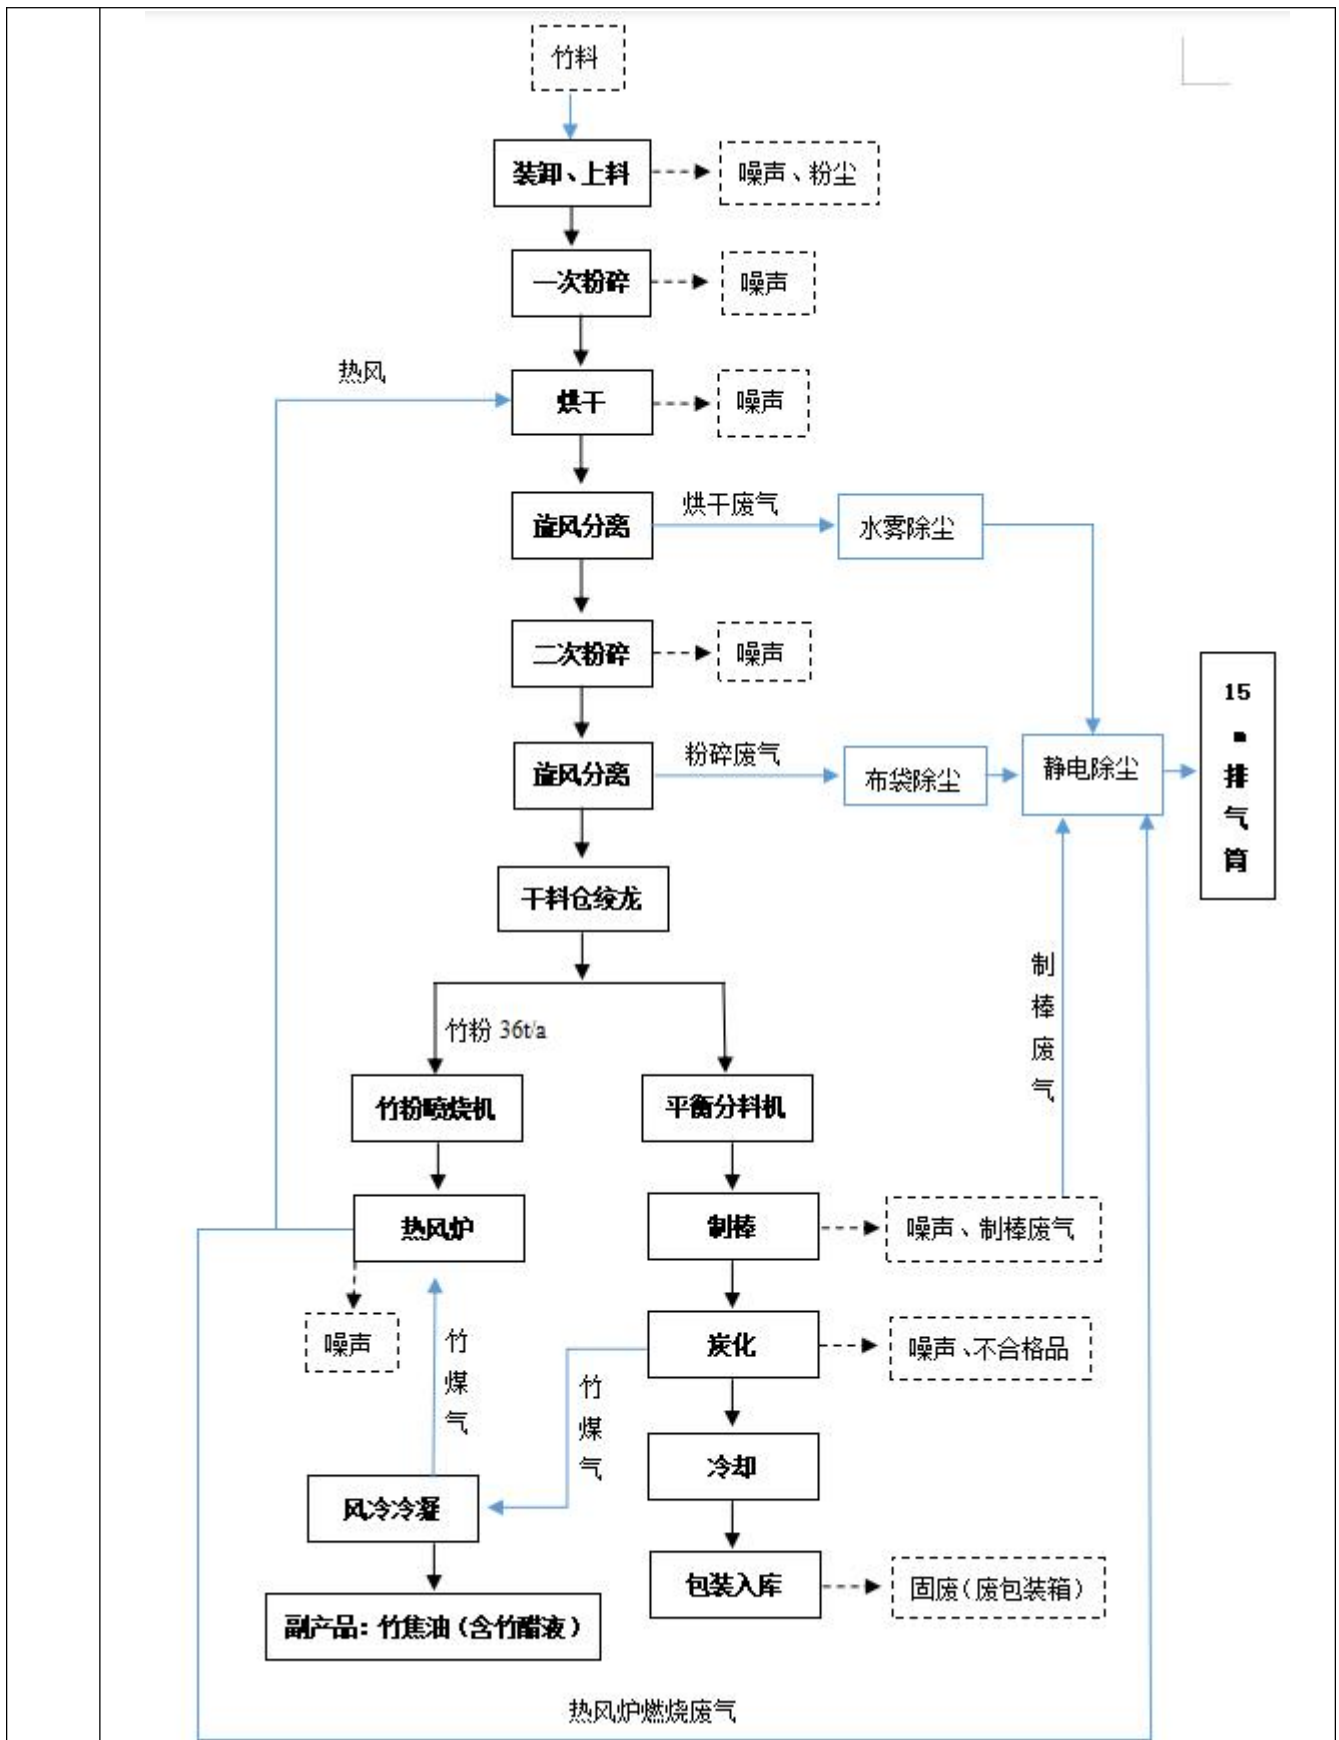 竹料
装卸、上料
噪声、粉尘
一次粉碎
噪声
热风
烘干
噪声
旋风分离
烘干废气
水雾除尘
二次粉碎
噪声
旋风分离
粉碎废气
布袋除尘
静电除尘
15
m
排
气
筒
干料仓绞龙
制
棒
废
气
竹粉 36t/a
竹粉喷烧机
平衡分料机
热风炉
制棒
噪声、制棒废气
噪声
竹
煤
气
炭化
噪声、不合格品
竹
煤
气
冷却
风冷冷凝
包装入库
固废（废包装箱）
副产品：竹焦油（含竹醋液）
热风炉燃烧废气